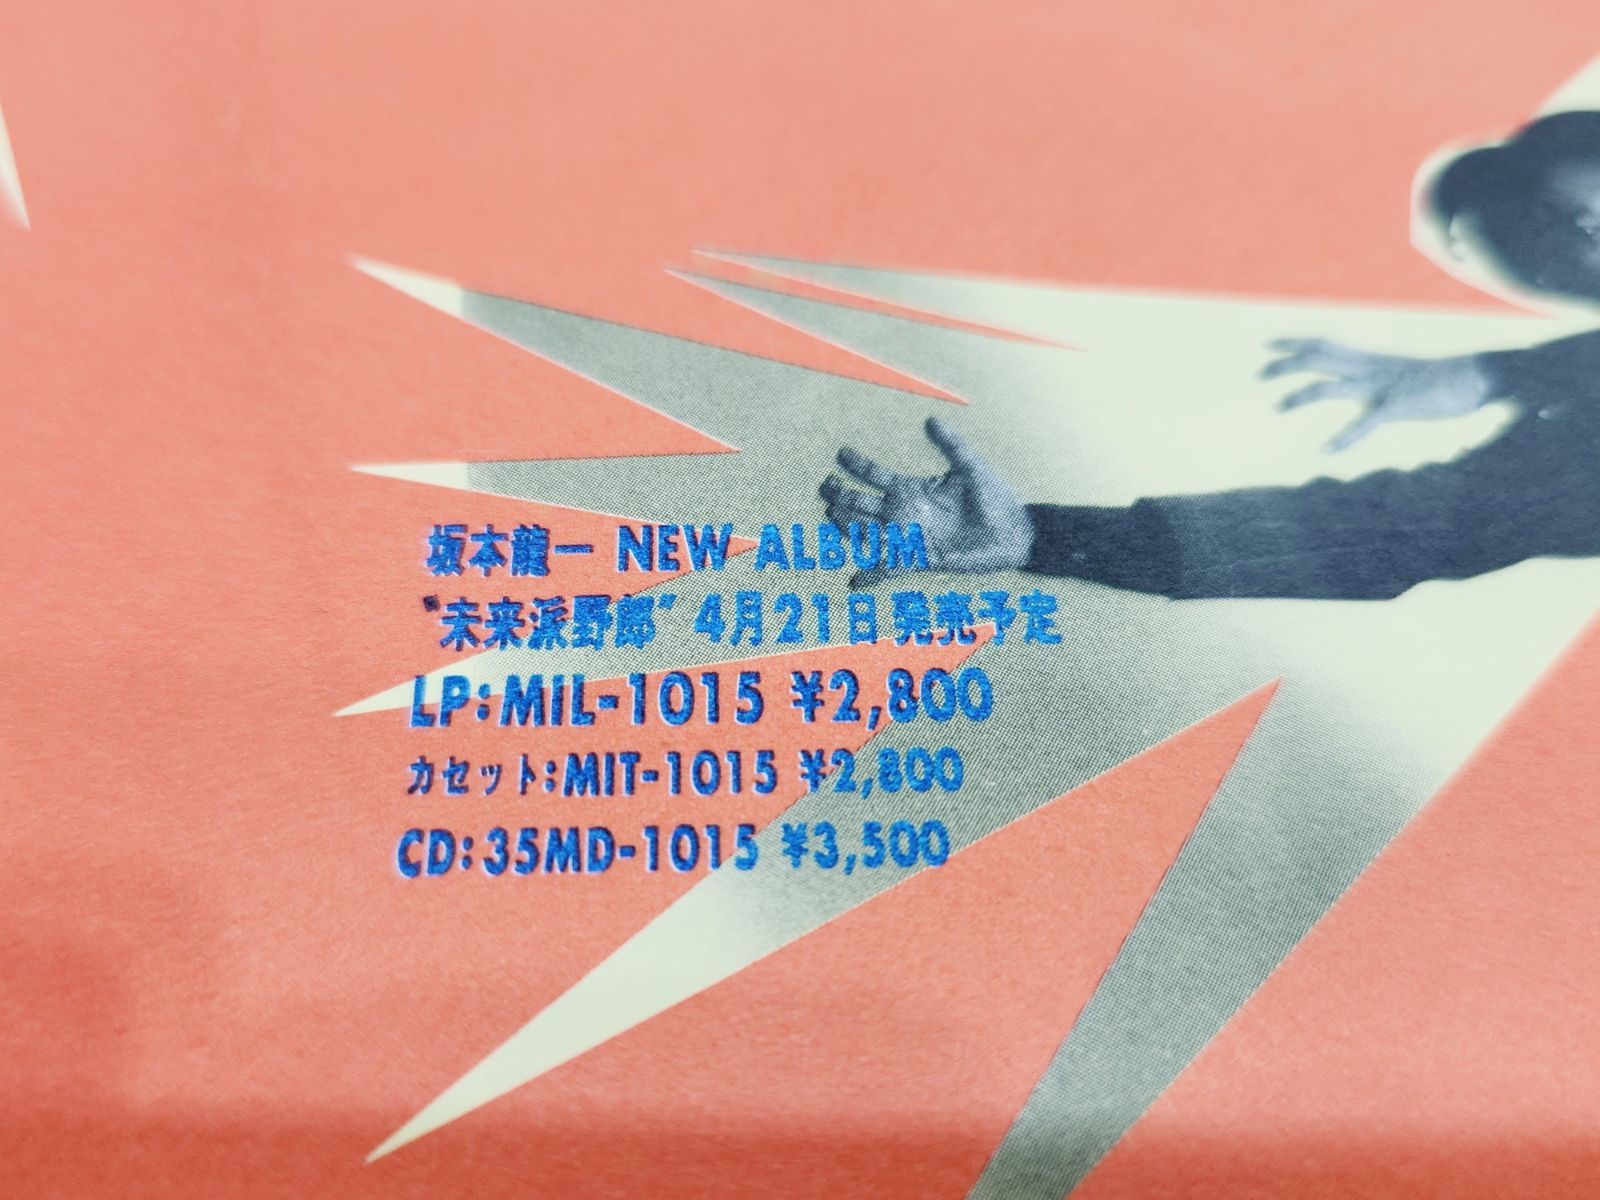 坂本龍一 NEW ALBUM
"未来派野郎" 4月21日発売予定
LP:MIL-1015 ¥2,800
カセット:MIT-1015 ¥2,800
CD:35MD-1015 ¥3,500